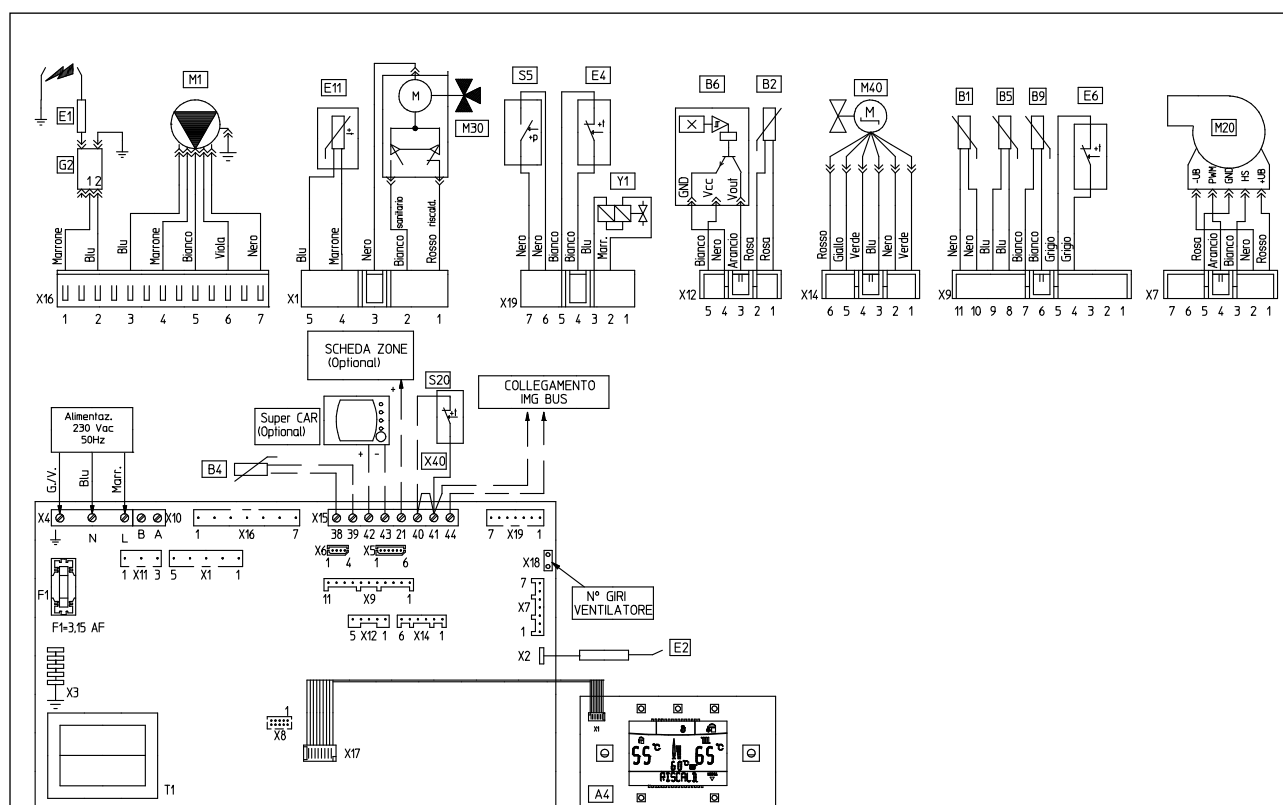 E1
G2
1 2
M1
Marrone
Blu
Blu
Marrone
Bianco
Viola
Nero
X16
1 2 3 4 5 6 7
E11
M
M30
sanitario
riscald.
Blu
Marrone
Nero
Bianco
Rosso
X1
5 4 3 2 1
S5
E4
Y1
Nero
Nero
Bianco
Bianco
Blu
Marr.
X19
7 6 5 4 3 2 1
B6
B2
GND
Vcc
Vout
Bianco
Nero
Arancio
Rosa
Rosa
X12
5 4 3 2 1
M40
M
Rosso
Giallo
Verde
Blu
Nero
Verde
X14
6 5 4 3 2 1
B1
B5
B9
E6
Nero
Nero
Blu
Blu
Bianco
Bianco
Grigio
Grigio
X9
11 10 9 8 7 6 5 4 3 2 1
M20
-UB
PWM
GND
HS
+UB
Rosa
Arancio
Bianco
Nero
Rosso
X7
7 6 5 4 3 2 1
SCHEDA ZONE
(Optional)
Super CAR
(Optional)
+ -
+
S20
X40
COLLEGAMENTO
IMG BUS
Alimentaz.
230 Vac
50Hz
G./V.
Blu
Marr.
B4
X4
N L B A
X10
1 X16 7
X15
38 39 42 43 21 40 41 44
7 X19 1
1 X11 3
5 X1 1
X6
1 4
X5
1 6
X18
N° GIRI
VENTILATORE
F1
F1=3,15 AF
11 X9 1
7
X7
1
5 X12 1
6 X14 1
X2
E2
X3
1
X8
X17
T1
X1
55 °C
65 °C
60°C
RISCALD
A4